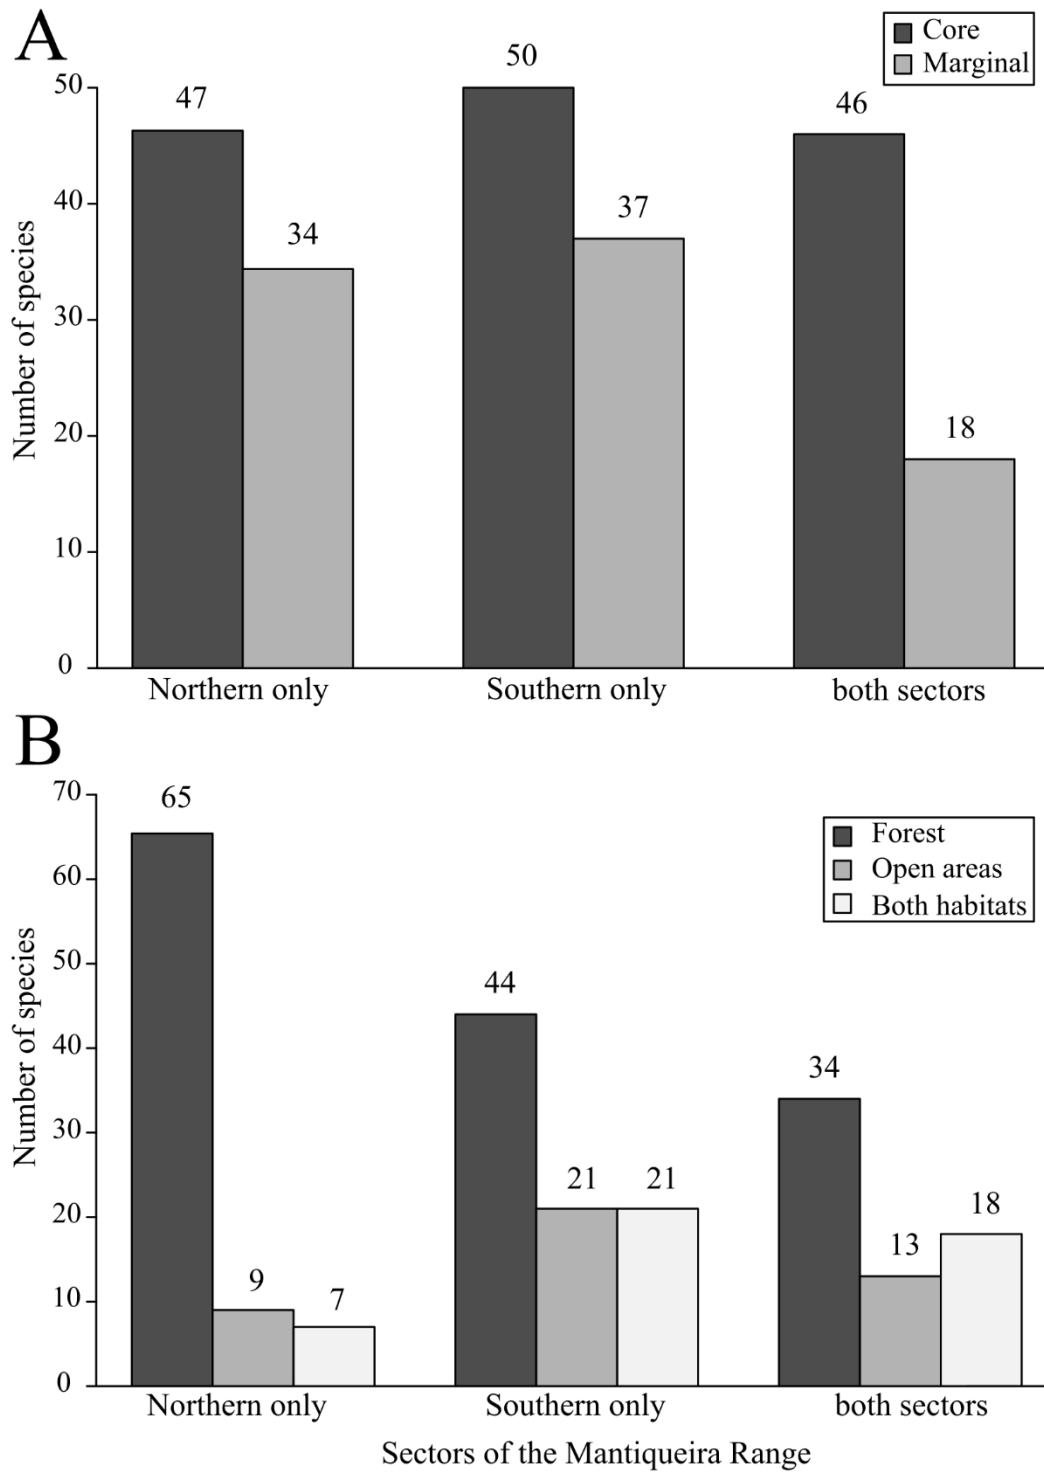 A
Core
Marginal
Number of species
50
40
30
20
10
0
47
34
50
37
46
18
Northern only
Southern only
both sectors
B
Forest
Open areas
Both habitats
Number of species
70
60
50
40
30
20
10
0
65
9
7
44
21
21
34
13
18
Northern only
Southern only
both sectors
Sectors of the Mantiqueira Range